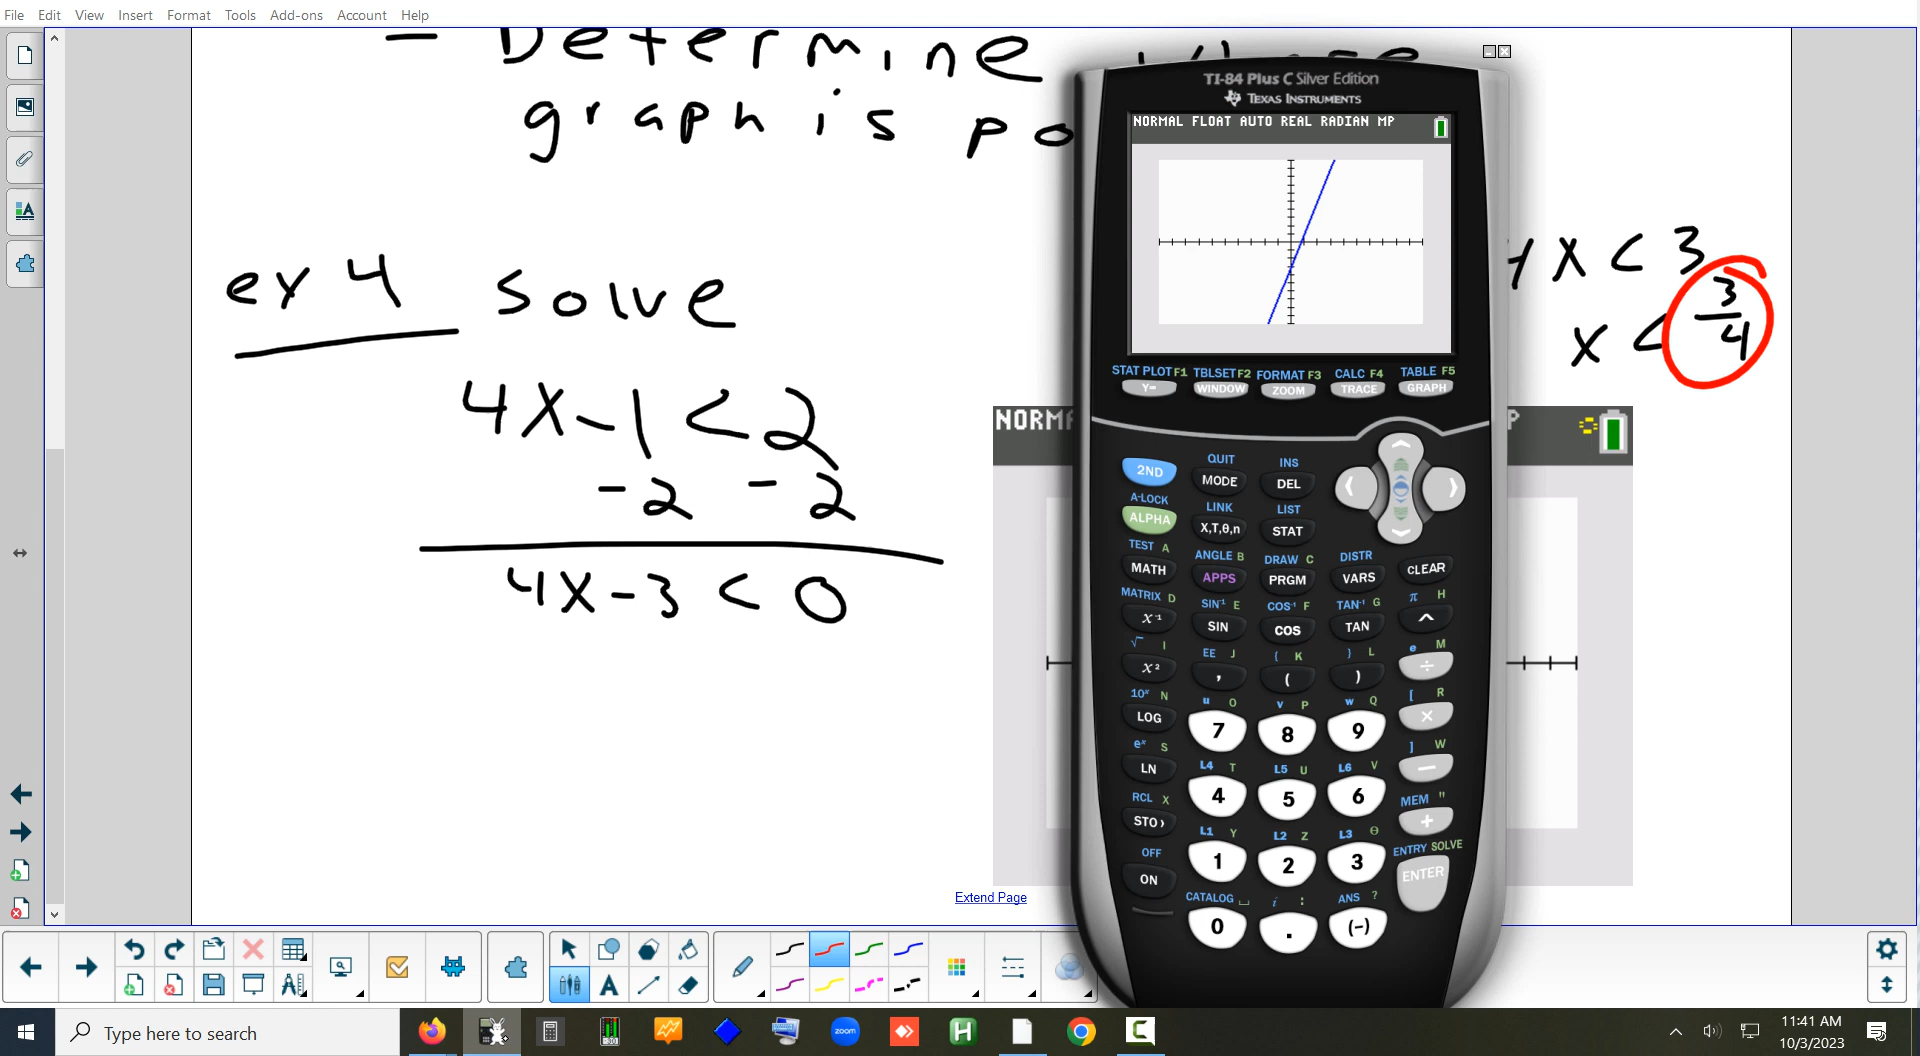 File Edit View Insert Format Tools Add-ons Account Help
– Determine
graph is po
ex 4 solve
4x - 1 < 2
- 2 - 2
4x - 3 < 0
4x < 3
x < 3/4
NORMA
P
Extend Page
TI-84 Plus C Silver Edition
TEXAS INSTRUMENTS
NORMAL FLOAT AUTO REAL RADIAN MP
STAT PLOT F1 TBLSET F2 FORMAT F3 CALC F4 TABLE F5
Y= WINDOW ZOOM TRACE GRAPH
QUIT INS
2ND MODE DEL
A-LOCK LINK LIST
ALPHA X,T,θ,n STAT
TEST A ANGLE B DRAW C DISTR
MATH APPS PRGM VARS CLEAR
MATRIX D SIN⁻¹ E COS⁻¹ F TAN⁻¹ G π H
x⁻¹ SIN COS TAN ^
√ I EE J { K } L e M
x² , ( ) ÷
10ˣ N u O v P w Q [ R
LOG 7 8 9 ×
eˣ S L4 T L5 U L6 V ] W
LN 4 5 6 –
RCL X L1 Y L2 Z L3 θ MEM "
STO› 1 2 3 +
OFF CATALOG i : ANS ? ENTRY SOLVE
ON 0 . (-) ENTER
Type here to search
zoom
11:41 AM
10/3/2023